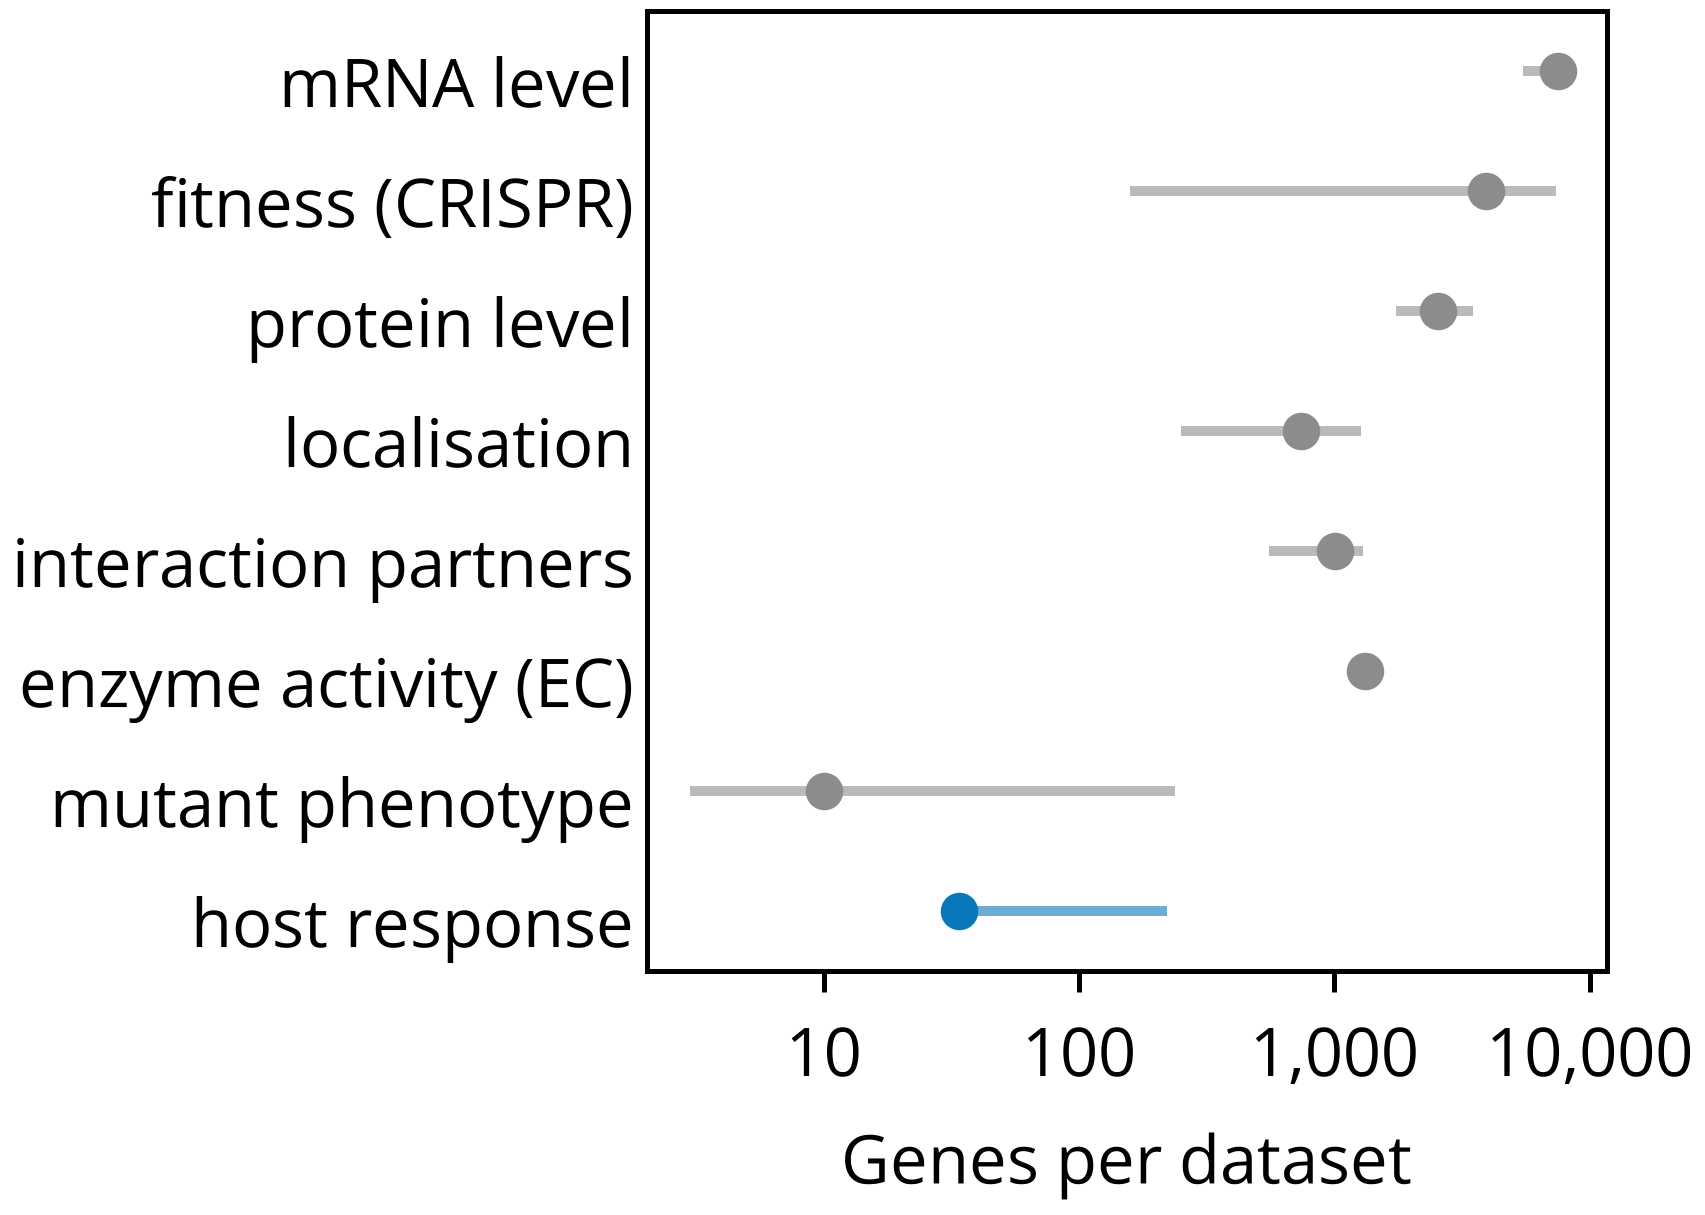 mRNA level
fitness (CRISPR)
protein level
localisation
interaction partners
enzyme activity (EC)
mutant phenotype
host response
10 100 1,000 10,000
Genes per dataset